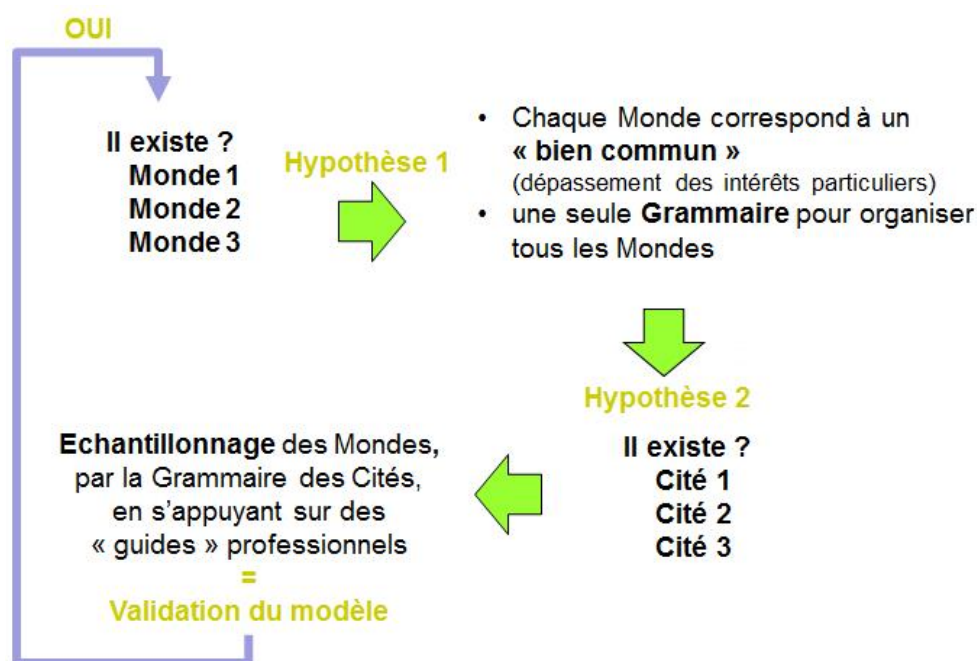 OUI
Il existe ?
Monde 1
Monde 2
Monde 3
Hypothèse 1
• Chaque Monde correspond à un
« bien commun »
(dépassement des intérêts particuliers)
• une seule Grammaire pour organiser
tous les Mondes
Hypothèse 2
Il existe ?
Cité 1
Cité 2
Cité 3
Echantillonnage des Mondes,
par la Grammaire des Cités,
en s'appuyant sur des
« guides » professionnels
=
Validation du modèle